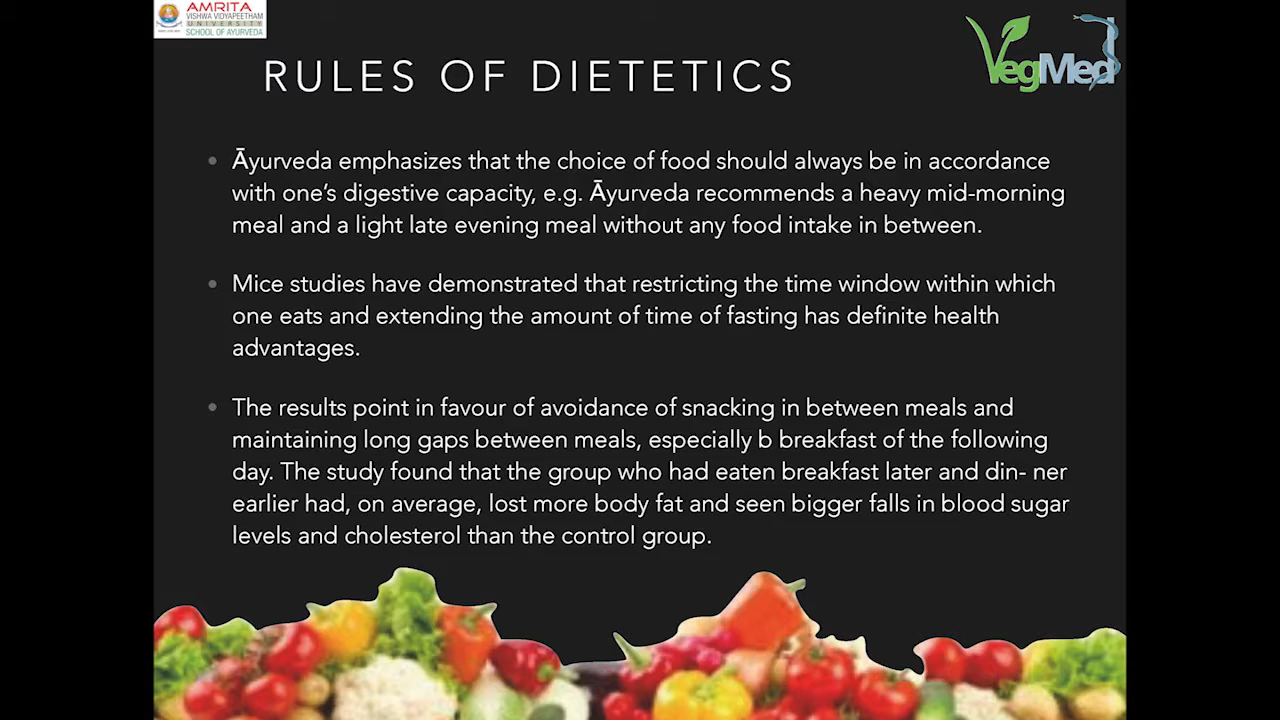 AMRITA
VISHWA VIDYAPEETHAM
UNIVERSITY
SCHOOL OF AYURVEDA
VegMed
RULES OF DIETETICS
• Āyurveda emphasizes that the choice of food should always be in accordance
with one’s digestive capacity, e.g. Āyurveda recommends a heavy mid-morning
meal and a light late evening meal without any food intake in between.
• Mice studies have demonstrated that restricting the time window within which
one eats and extending the amount of time of fasting has definite health
advantages.
• The results point in favour of avoidance of snacking in between meals and
maintaining long gaps between meals, especially b breakfast of the following
day. The study found that the group who had eaten breakfast later and din- ner
earlier had, on average, lost more body fat and seen bigger falls in blood sugar
levels and cholesterol than the control group.